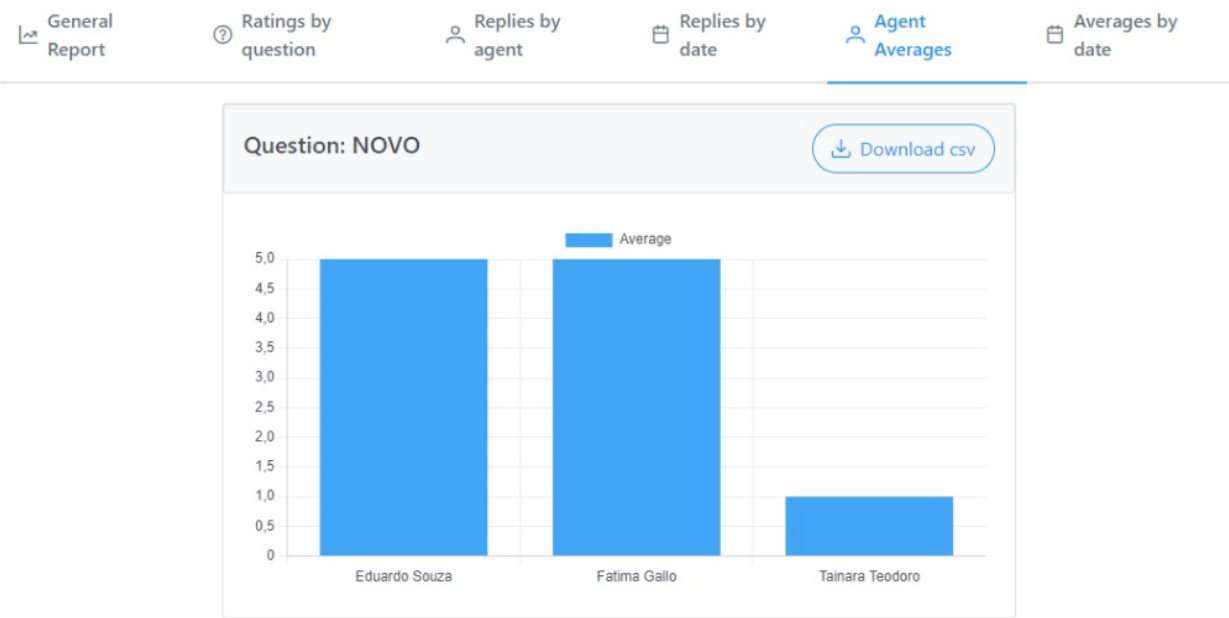 General
Report
Ratings by
question
Replies by
agent
Replies by
date
Agent
Averages
Averages by
date
Question: NOVO
Download csv
Average
5,0
4,5
4,0
3,5
3,0
2,5
2,0
1,5
1,0
0,5
0
Eduardo Souza
Fatima Gallo
Tainara Teodoro